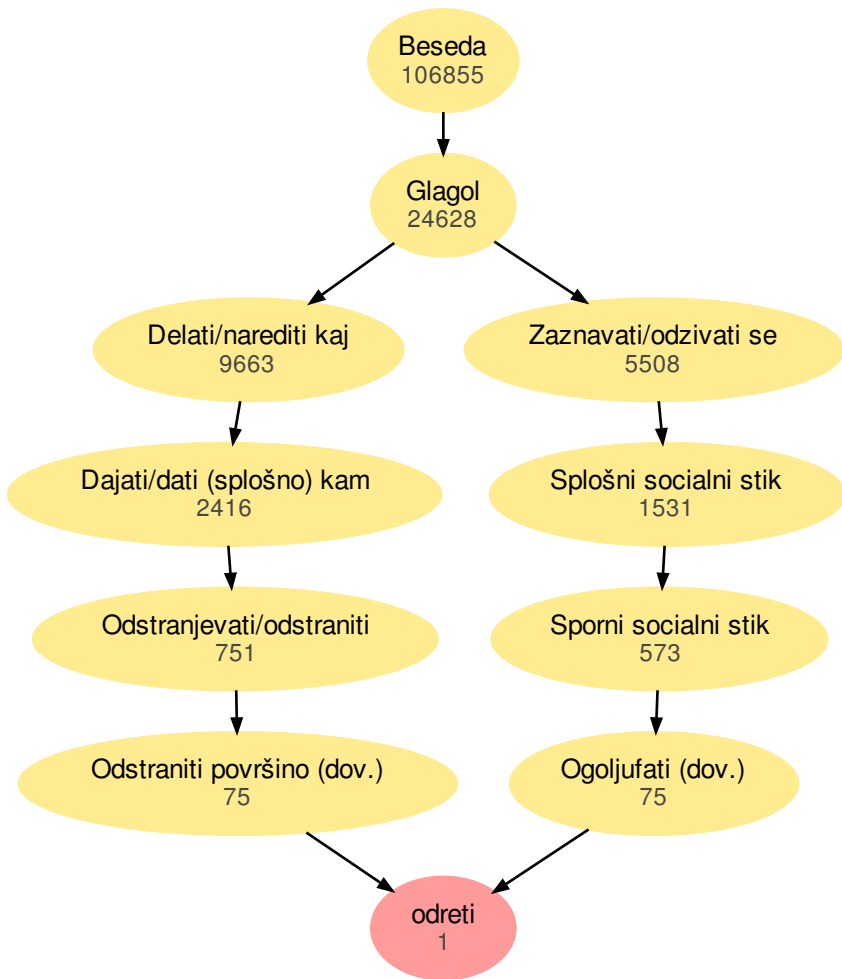 Beseda
106855
Glagol
24628
Delati/narediti kaj
9663
Zaznavati/odzivati se
5508
Dajati/dati (splošno) kam
2416
Splošni socialni stik
1531
Odstranjevati/odstraniti
751
Sporni socialni stik
573
Odstraniti površino (dov.)
75
Ogoljufati (dov.)
75
odreti
1